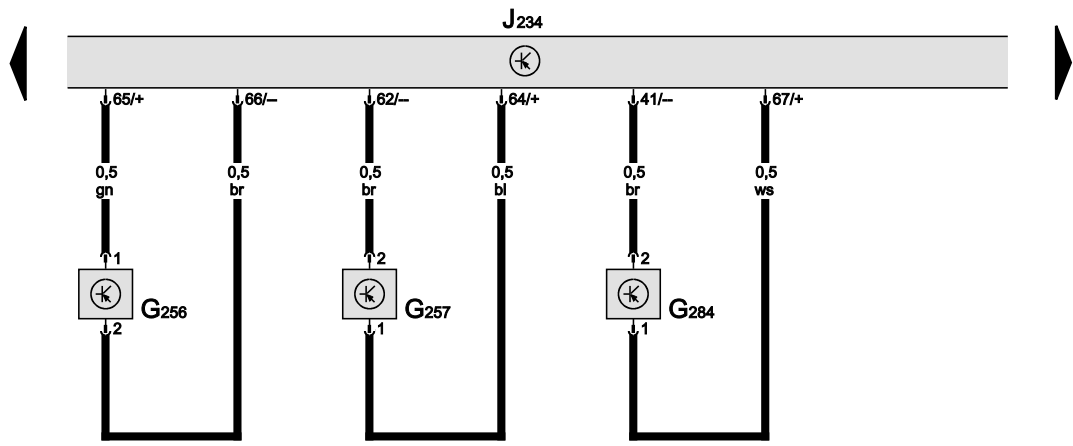 J234
65/+ 66/-- 62/-- 64/+ 41/-- 67/+
0,5 0,5 0,5 0,5 0,5 0,5
gn br br bl br ws
1 2 2
G256 G257 G284
2 1 1